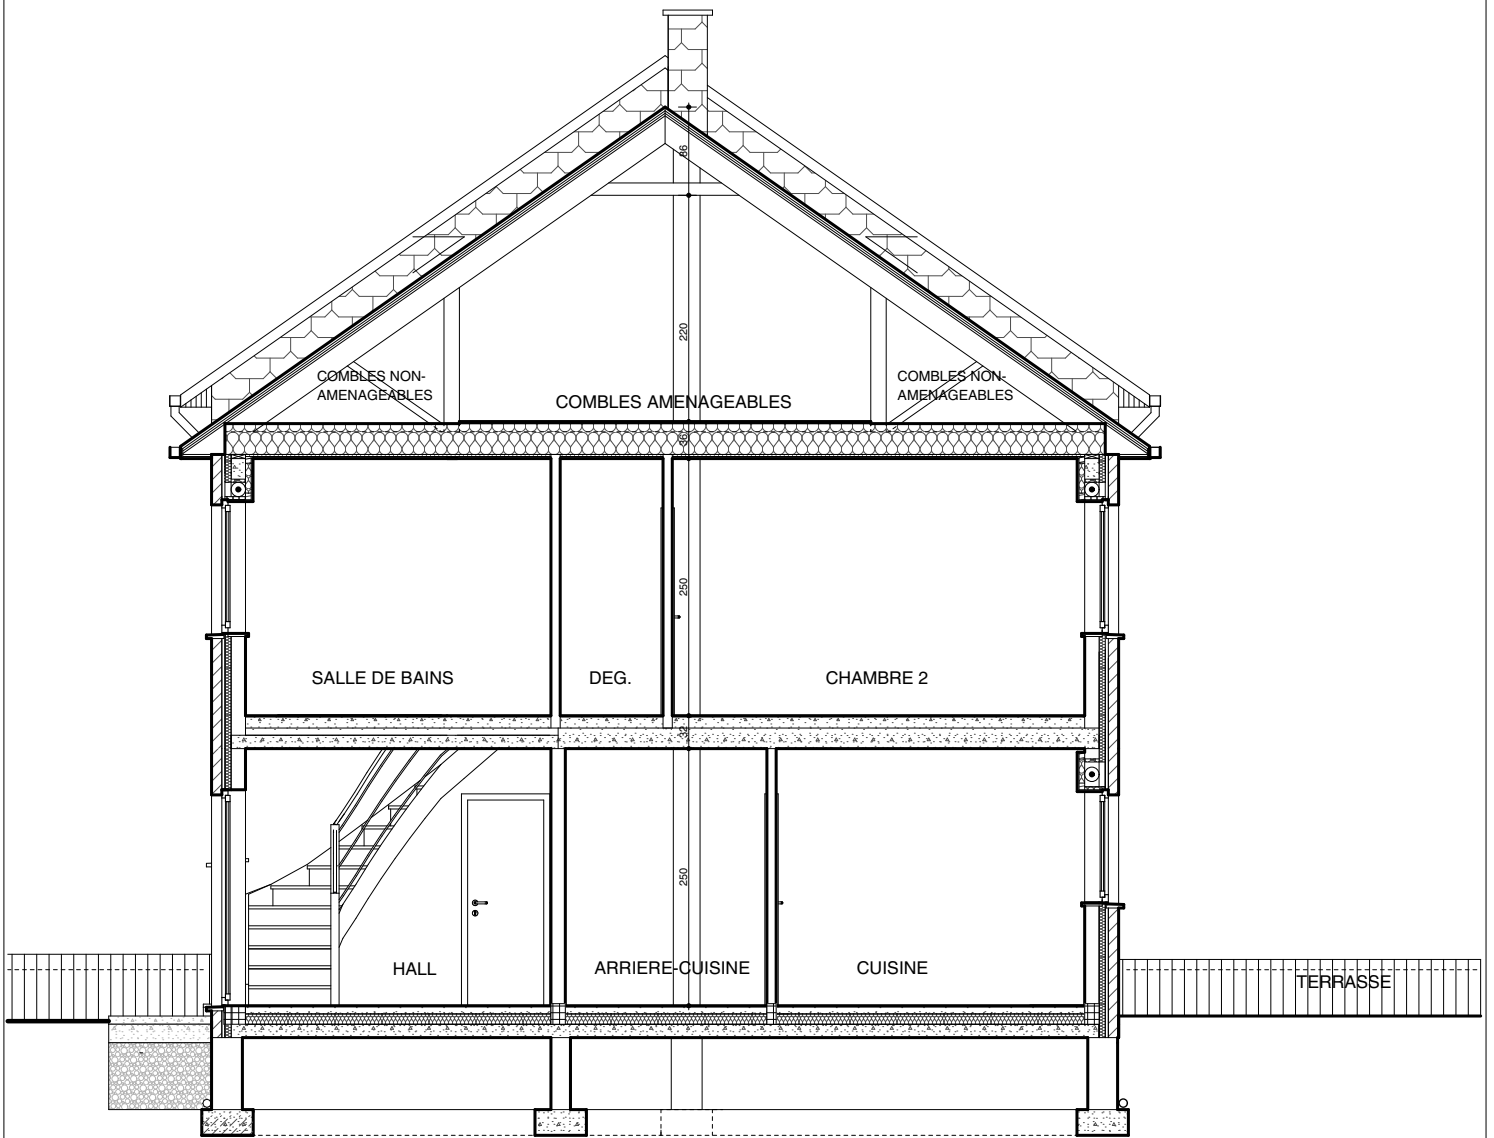 86
220
COMBLES NON-
AMENAGEABLES
COMBLES AMENAGEABLES
COMBLES NON-
AMENAGEABLES
36
250
SALLE DE BAINS
DEG.
CHAMBRE 2
32
250
HALL
ARRIERE-CUISINE
CUISINE
TERRASSE